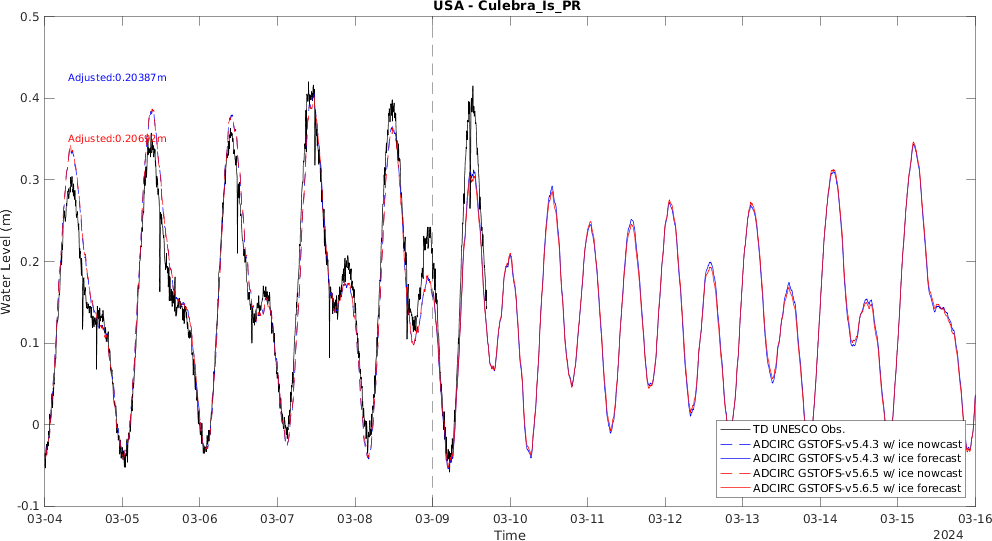 USA - Culebra_Is_PR
0.5
0.4
0.3
0.2
0.1
0
-0.1
Water Level (m)
Adjusted:0.20387m
TD UNESCO Obs.
ADCIRC GSTOFS-v5.4.3 w/ ice nowcast
ADCIRC GSTOFS-v5.4.3 w/ ice forecast
ADCIRC GSTOFS-v5.6.5 w/ ice nowcast
ADCIRC GSTOFS-v5.6.5 w/ ice forecast
03-04 03-05 03-06 03-07 03-08 03-09 03-10 03-11 03-12 03-13 03-14 03-15 03-16
Time
2024